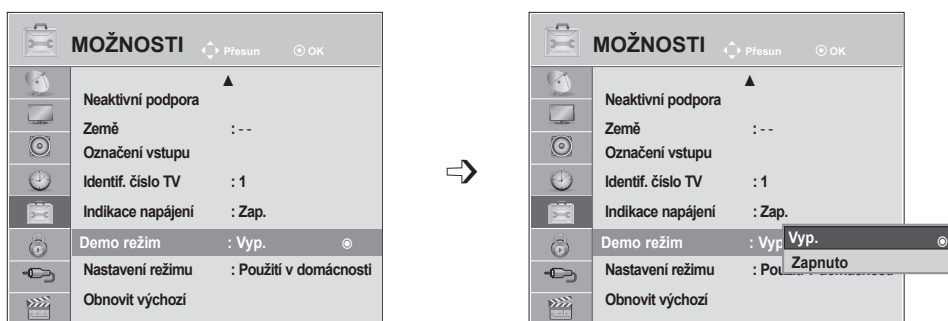 MOŽNOSTI Přesun OK
Neaktivní podpora
Země : - -
Označení vstupu
Identif. číslo TV : 1
Indikace napájení : Zap.
Demo režim : Vyp.
Nastavení režimu : Použití v domácnosti
Obnovit výchozí
MOŽNOSTI Přesun OK
Neaktivní podpora
Země : - -
Označení vstupu
Identif. číslo TV : 1
Indikace napájení : Zap.
Demo režim : Vyp
Vyp.
Zapnuto
Nastavení režimu
Obnovit výchozí